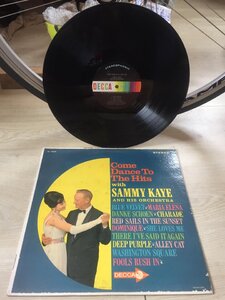 DECCA
Come
Dance To
The Hits
with
SAMMY KAYE
AND HIS ORCHESTRA
BLUE VELVET • MARIA ELENA
DANKE SCHOEN • CHARADE
RED SAILS IN THE SUNSET
DOMINIQUE • SHE LOVES ME
THERE I'VE SAID IT AGAIN
DEEP PURPLE • ALLEY CAT
WASHINGTON SQUARE
FOOLS RUSH IN
DECCA